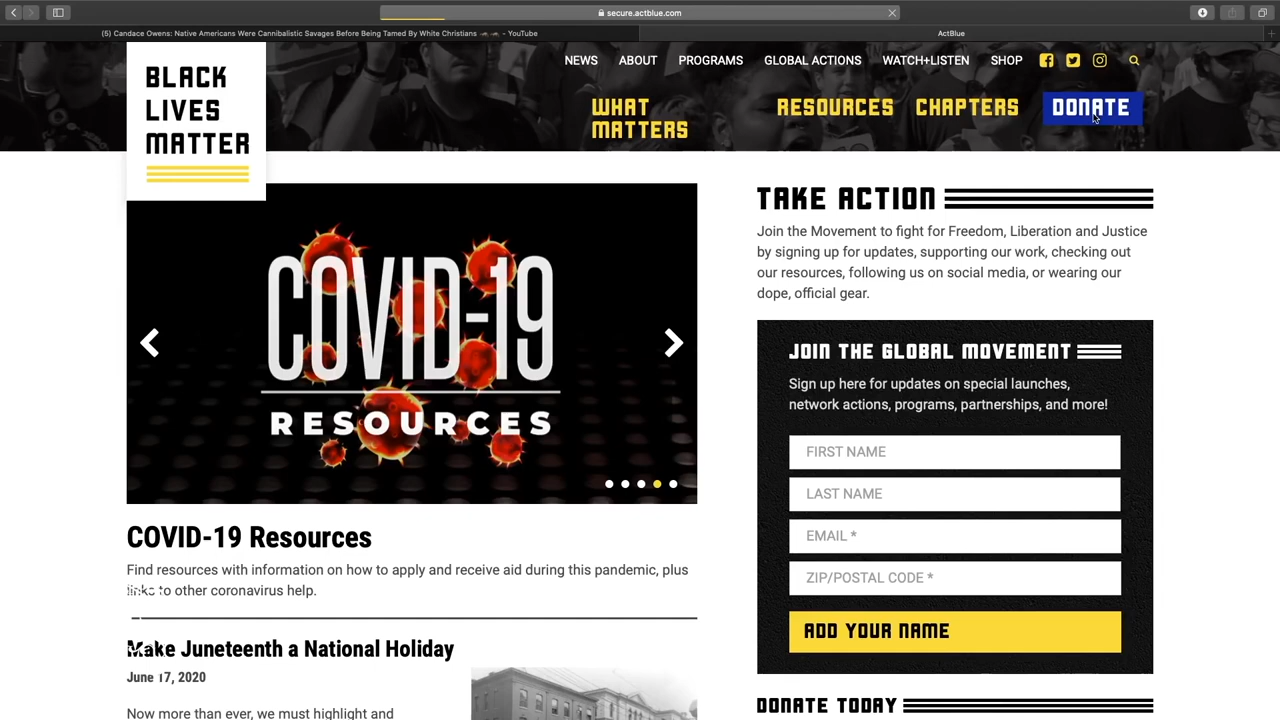 secure.actblue.com
(5) Candace Owens: Native Americans Were Cannibalistic Savages Before Being Tamed By White Christians - YouTube
ActBlue
BLACK
LIVES
MATTER
NEWS ABOUT PROGRAMS GLOBAL ACTIONS WATCH+LISTEN SHOP
WHAT
MATTERS
RESOURCES CHAPTERS DONATE
COVID-19
RESOURCES
COVID-19 Resources
Find resources with information on how to apply and receive aid during this pandemic, plus
links to other coronavirus help.
Make Juneteenth a National Holiday
June 17, 2020
Now more than ever, we must highlight and
TAKE ACTION
Join the Movement to fight for Freedom, Liberation and Justice
by signing up for updates, supporting our work, checking out
our resources, following us on social media, or wearing our
dope, official gear.
JOIN THE GLOBAL MOVEMENT
Sign up here for updates on special launches,
network actions, programs, partnerships, and more!
FIRST NAME
LAST NAME
EMAIL *
ZIP/POSTAL CODE *
ADD YOUR NAME
DONATE TODAY